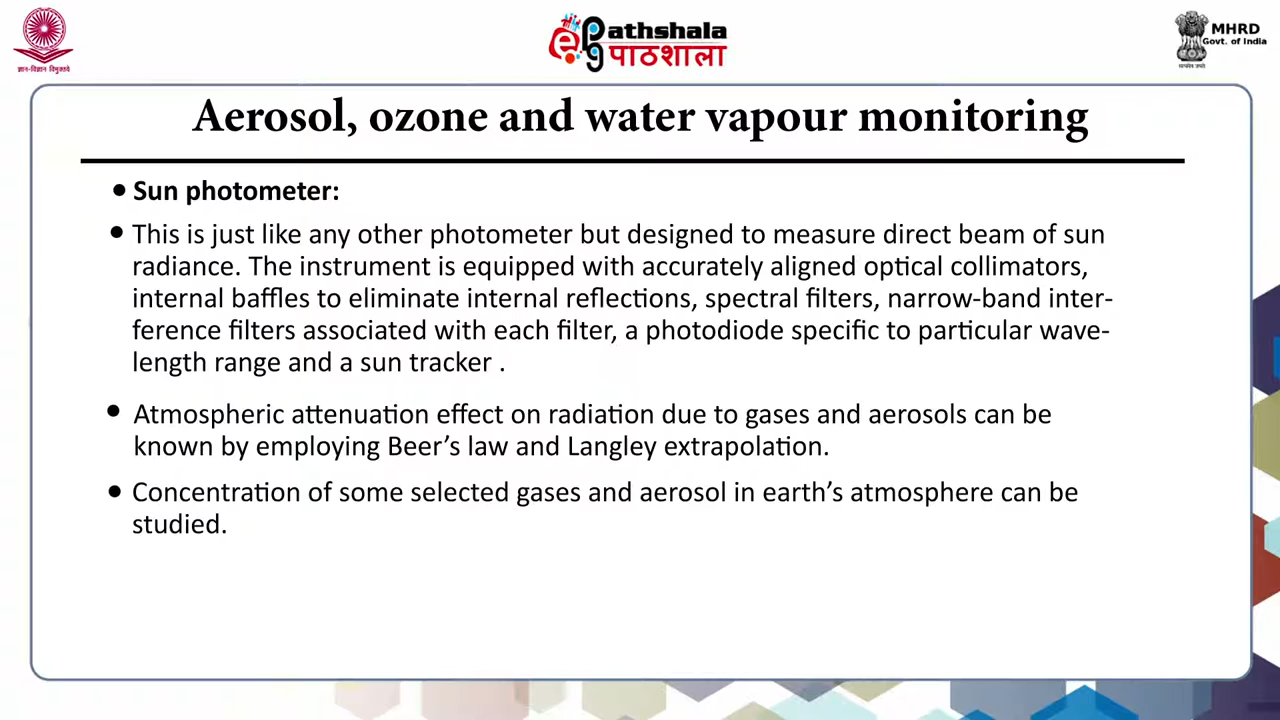 ज्ञान-विज्ञान विमुक्तये
ePathshala
पाठशाला
MHRD
Govt. of India
सत्यमेव जयते
Aerosol, ozone and water vapour monitoring
• Sun photometer:
• This is just like any other photometer but designed to measure direct beam of sun
radiance. The instrument is equipped with accurately aligned optical collimators,
internal baffles to eliminate internal reflections, spectral filters, narrow-band inter-
ference filters associated with each filter, a photodiode specific to particular wave-
length range and a sun tracker .
• Atmospheric attenuation effect on radiation due to gases and aerosols can be
known by employing Beer’s law and Langley extrapolation.
• Concentration of some selected gases and aerosol in earth’s atmosphere can be
studied.